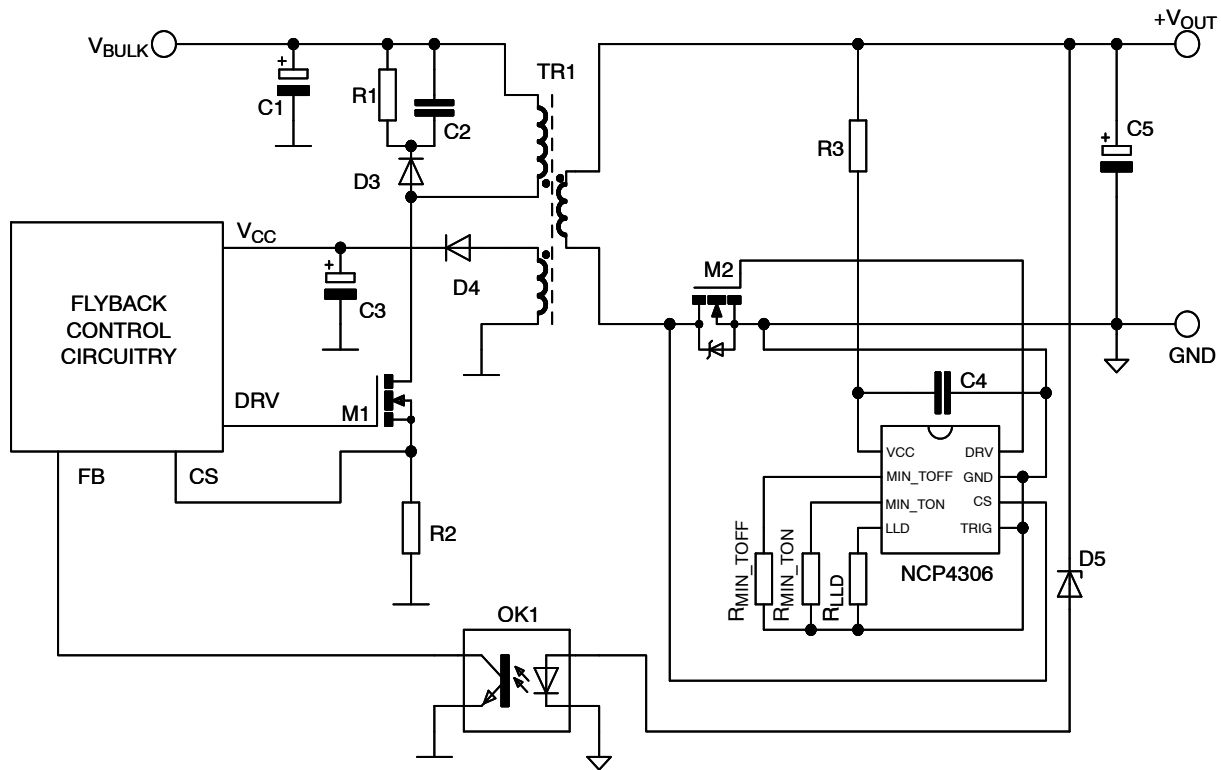 +VOUT
VBULK
+
C1
R1
C2
TR1
R3
+
C5
D3
VCC
+
C3
D4
M2
GND
FLYBACK
CONTROL
CIRCUITRY
DRV
M1
C4
FB
CS
R2
VCC
DRV
MIN_TOFF
GND
MIN_TON
CS
LLD
TRIG
NCP4306
RMIN_TOFF
RMIN_TON
RLLD
D5
OK1